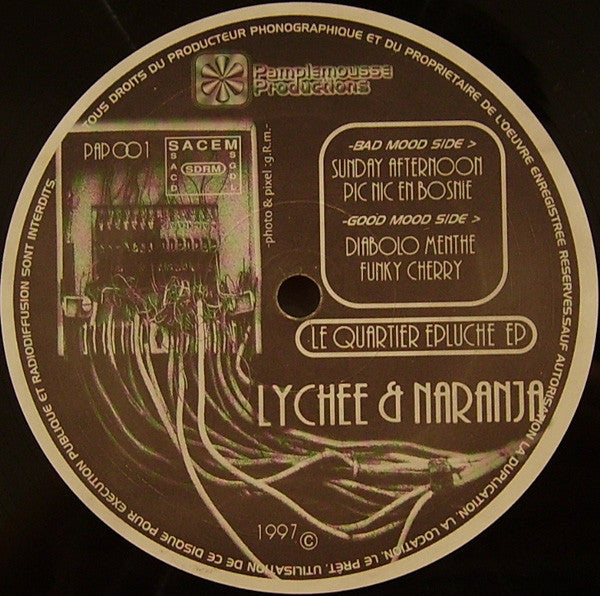 TOUS DROITS DU PRODUCTEUR PHONOGRAPHIQUE ET DU PROPRIETAIRE DE L'OEUVRE ENREGISTREE RESERVES.SAUF AUTORISATION LA DUPLICATION, LA LOCATION, LE PRÊT, UTILISATION DE CE DISQUE POUR EXECUTION PUBLIQUE ET RADIODIFFUSION SONT INTERDITS
Pamplemousse
Productions
PAP 001
SACEM
SACD
SDRM
SGDL
-photo & pixel :g.R.m.-
-BAD MOOD SIDE >
SUNDAY AFTERNOON
PIC NIC EN BOSNIE
-GOOD MOOD SIDE >
DIABOLO MENTHE
FUNKY CHERRY
LE QUARTIER EPLUCHE EP
LYCHEE & NARANJA
1997 ©